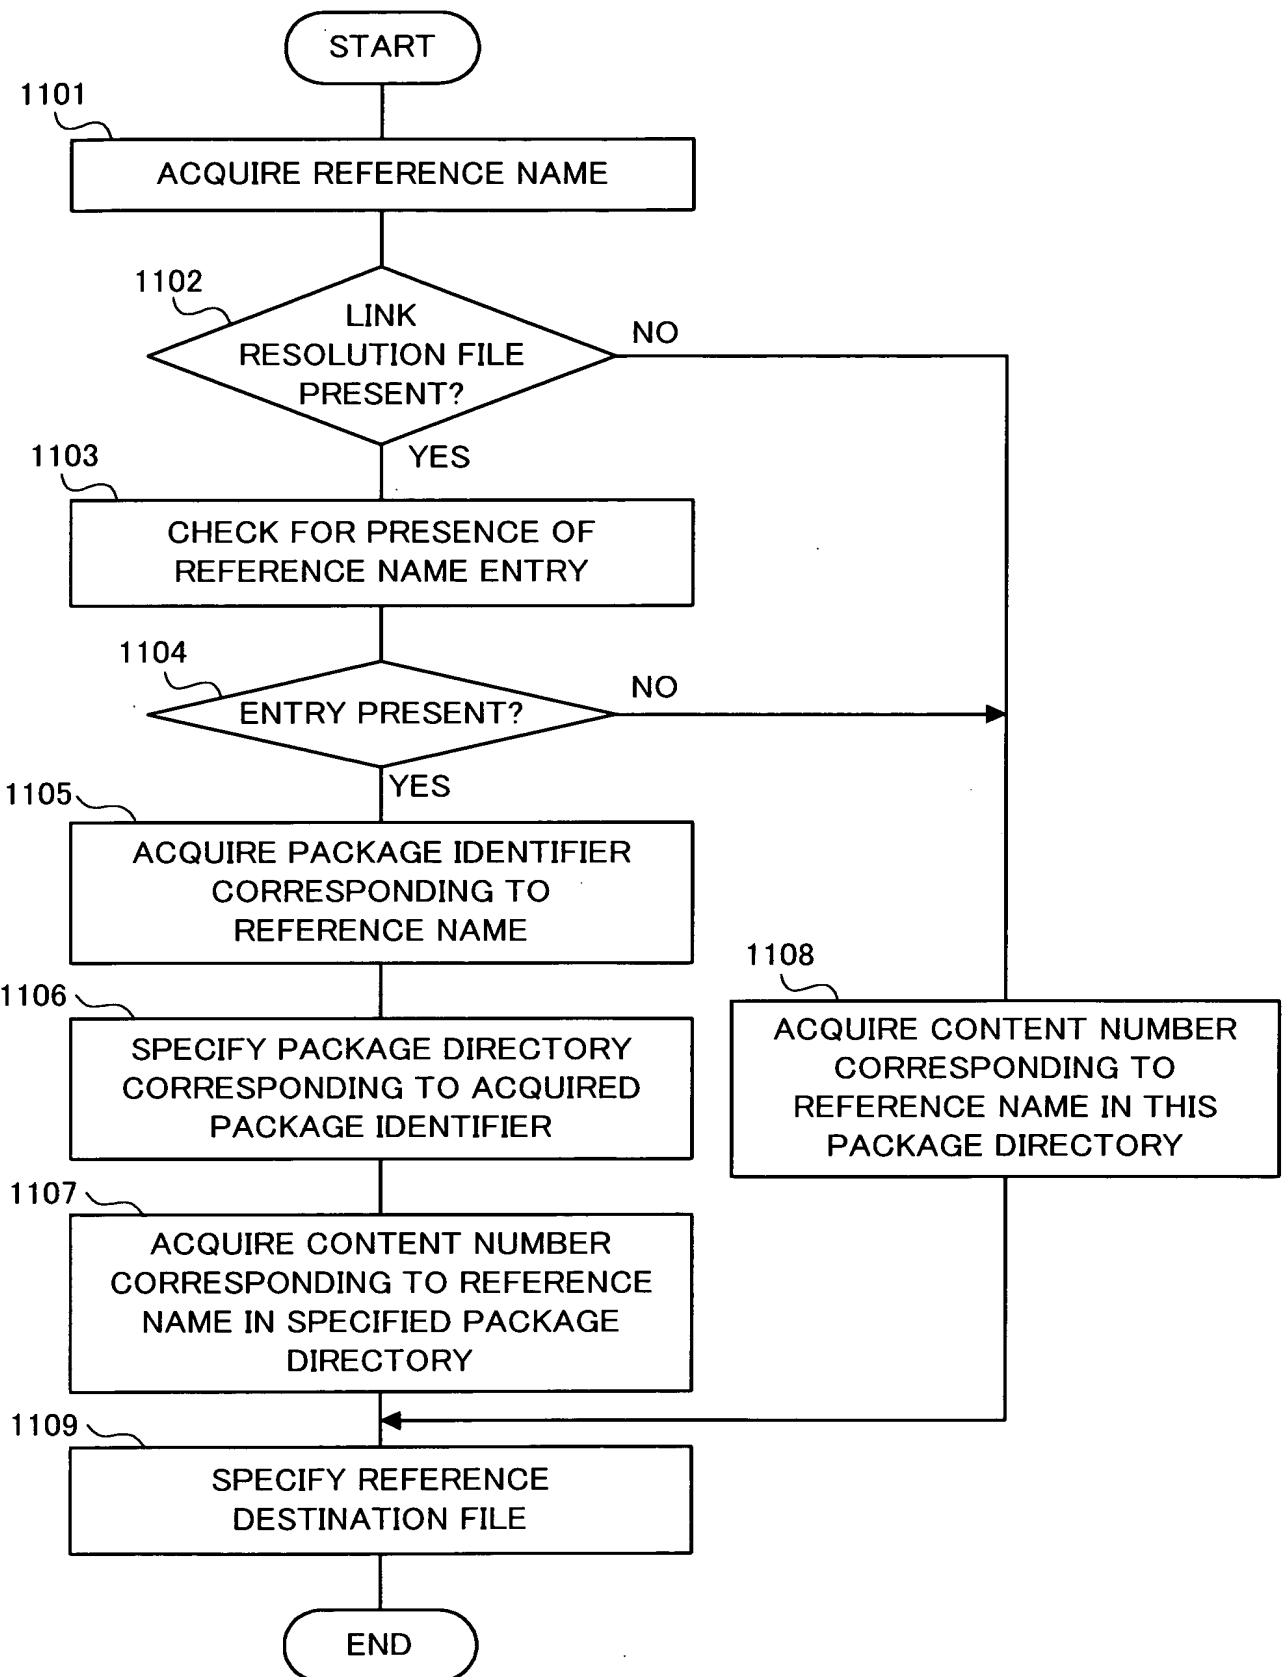 START
1101
ACQUIRE REFERENCE NAME
1102
LINK
RESOLUTION FILE
PRESENT?
NO
YES
1103
CHECK FOR PRESENCE OF
REFERENCE NAME ENTRY
1104
ENTRY PRESENT?
NO
YES
1105
ACQUIRE PACKAGE IDENTIFIER
CORRESPONDING TO
REFERENCE NAME
1106
SPECIFY PACKAGE DIRECTORY
CORRESPONDING TO ACQUIRED
PACKAGE IDENTIFIER
1107
ACQUIRE CONTENT NUMBER
CORRESPONDING TO REFERENCE
NAME IN SPECIFIED PACKAGE
DIRECTORY
1108
ACQUIRE CONTENT NUMBER
CORRESPONDING TO
REFERENCE NAME IN THIS
PACKAGE DIRECTORY
1109
SPECIFY REFERENCE
DESTINATION FILE
END